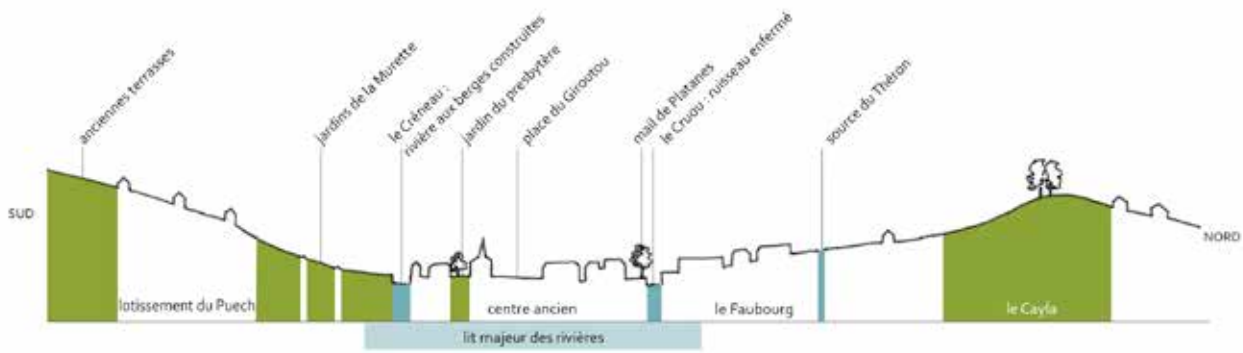 anciennes terrasses
jardins de la Murette
le Créneau :
rivière aux berges construites
jardin du presbytère
place du Giroutou
mail de Platanes
le Cruou : ruisseau enfermé
source du Théron
SUD
NORD
lotissement du Puech
centre ancien
le Faubourg
le Cayla
lit majeur des rivières